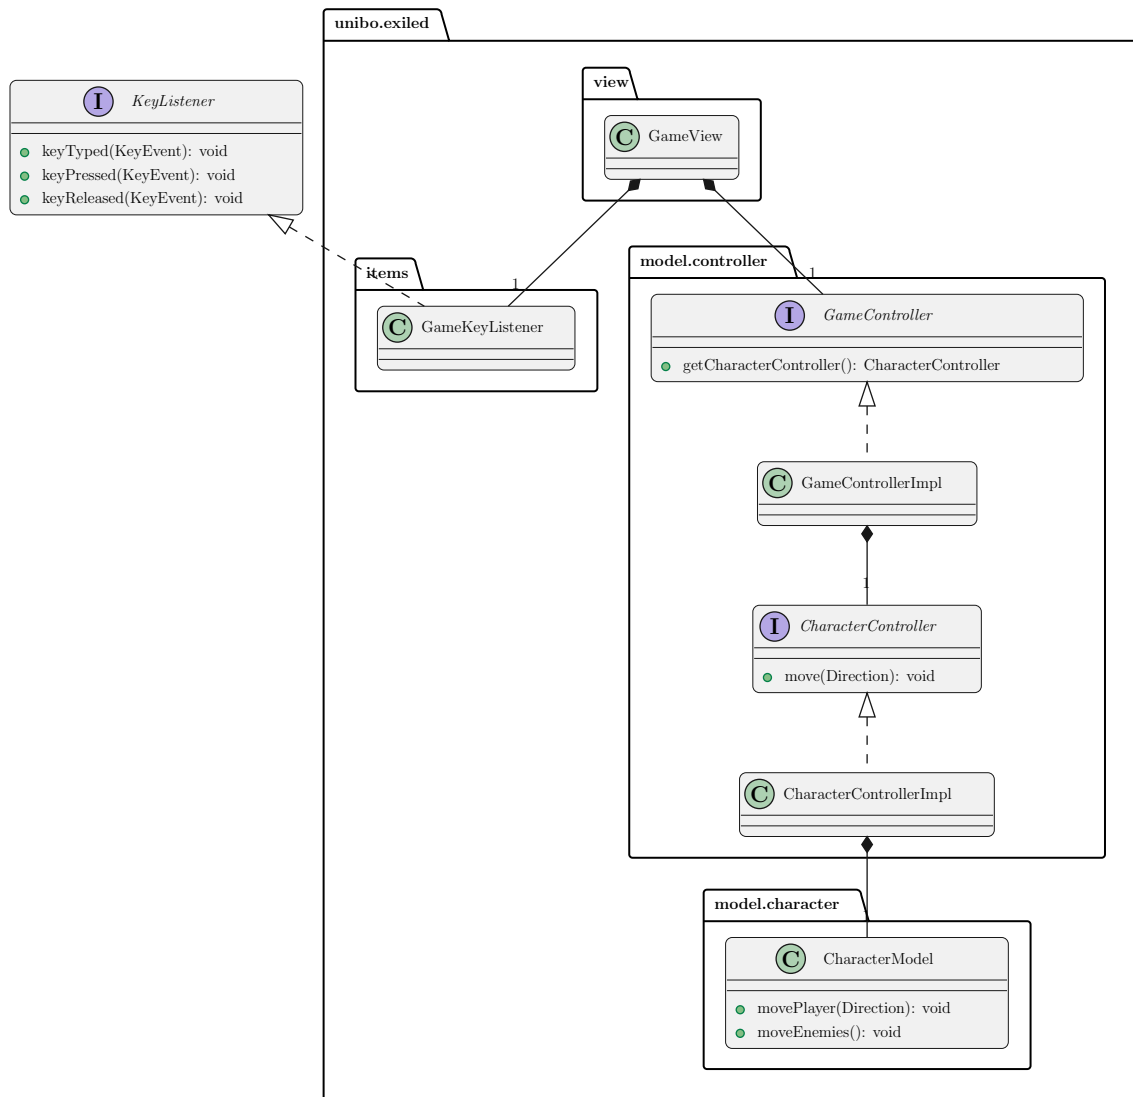 unibo.exiled
view
I KeyListener
keyTyped(KeyEvent): void
keyPressed(KeyEvent): void
keyReleased(KeyEvent): void
C GameView
items
1
model.controller
1
C GameKeyListener
I GameController
getCharacterController(): CharacterController
C GameControllerImpl
1
I CharacterController
move(Direction): void
C CharacterControllerImpl
model.character
C CharacterModel
movePlayer(Direction): void
moveEnemies(): void